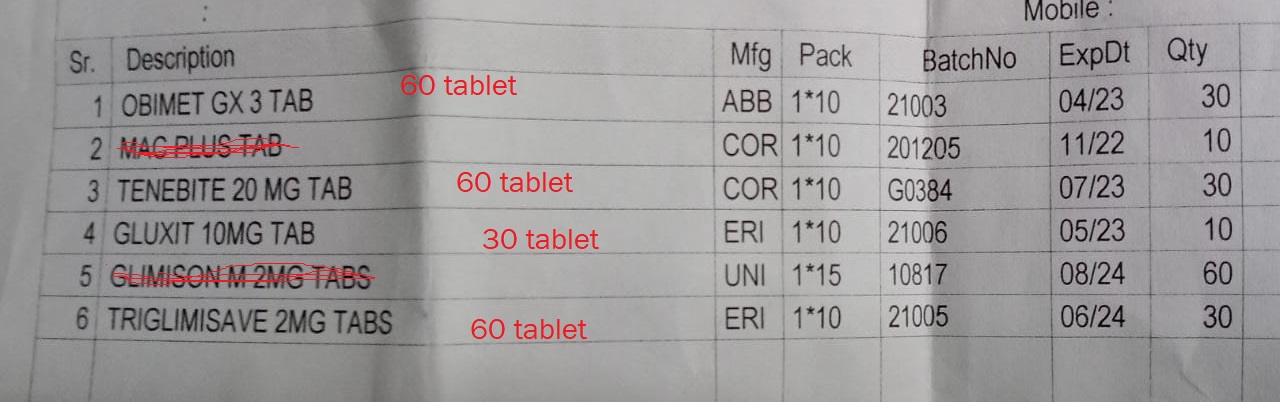 Mobile :
Sr. Description Mfg Pack BatchNo ExpDt Qty
60 tablet
1 OBIMET GX 3 TAB ABB 1*10 21003 04/23 30
2 MAC PLUS TAB COR 1*10 201205 11/22 10
3 TENEBITE 20 MG TAB 60 tablet COR 1*10 G0384 07/23 30
4 GLUXIT 10MG TAB 30 tablet ERI 1*10 21006 05/23 10
5 GLIMISON M 2MG TABS UNI 1*15 10817 08/24 60
6 TRIGLIMISAVE 2MG TABS 60 tablet ERI 1*10 21005 06/24 30